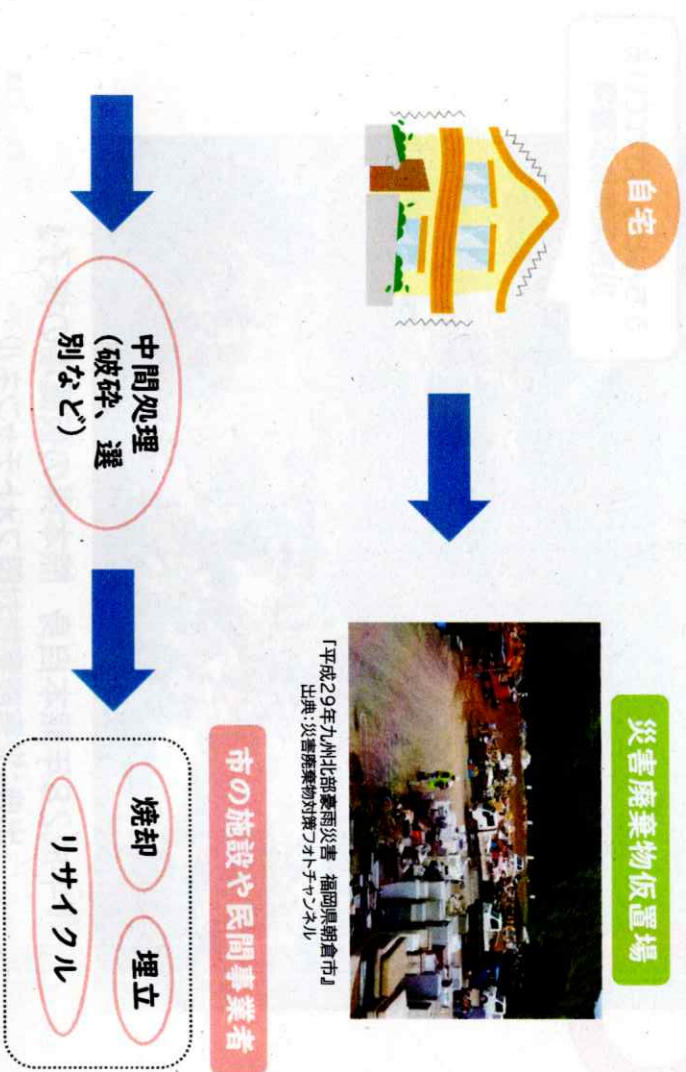 自宅
災害廃棄物仮置場
『平成29年九州北部豪雨災害　福岡県朝倉市』
出典：災害廃棄物対策フォトチャンネル
中間処理
（破砕、選
別など）
市の施設や民間事業者
焼却
埋立
リサイクル